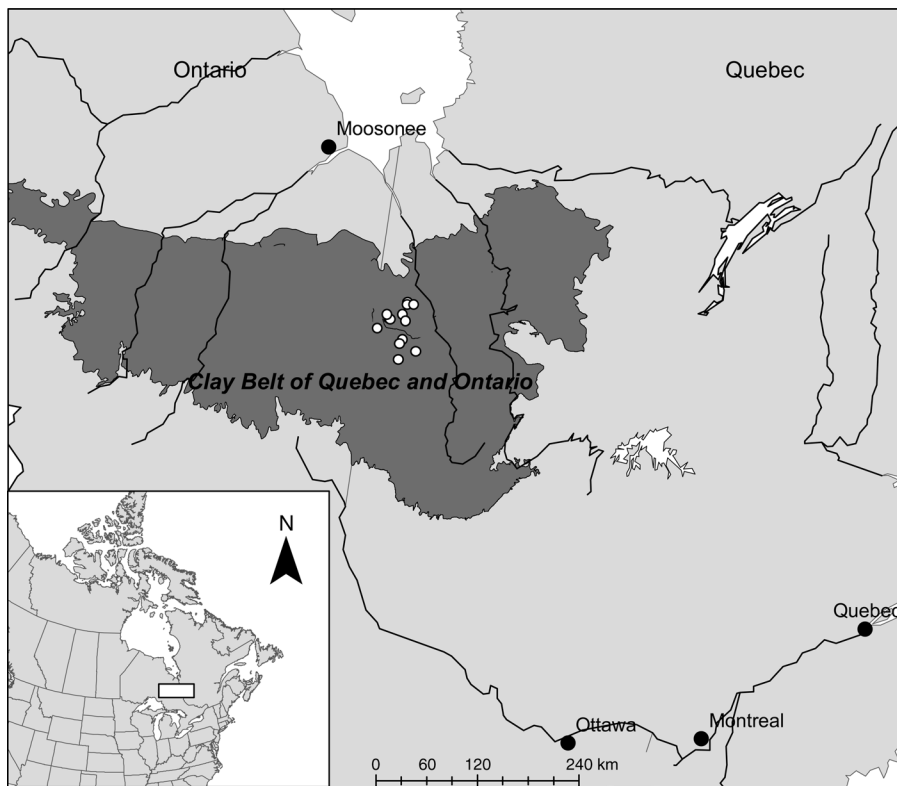 Ontario
Quebec
Moosonee
Clay Belt of Quebec and Ontario
N
Quebec
Ottawa
Montreal
0 60 120 240 km